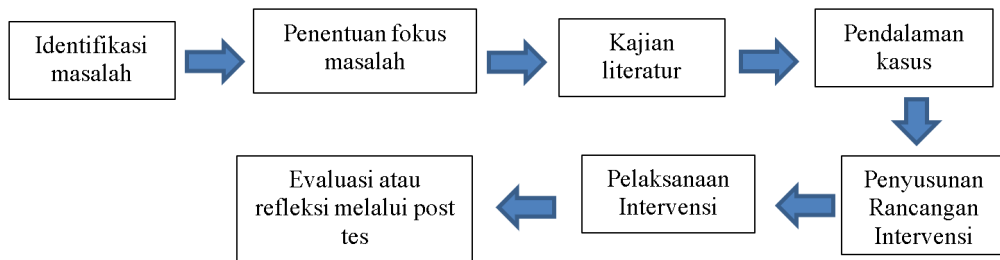 Identifikasi
masalah
Penentuan fokus
masalah
Kajian
literatur
Pendalaman
kasus
Penyusunan
Rancangan
Intervensi
Pelaksanaan
Intervensi
Evaluasi atau
refleksi melalui post
tes